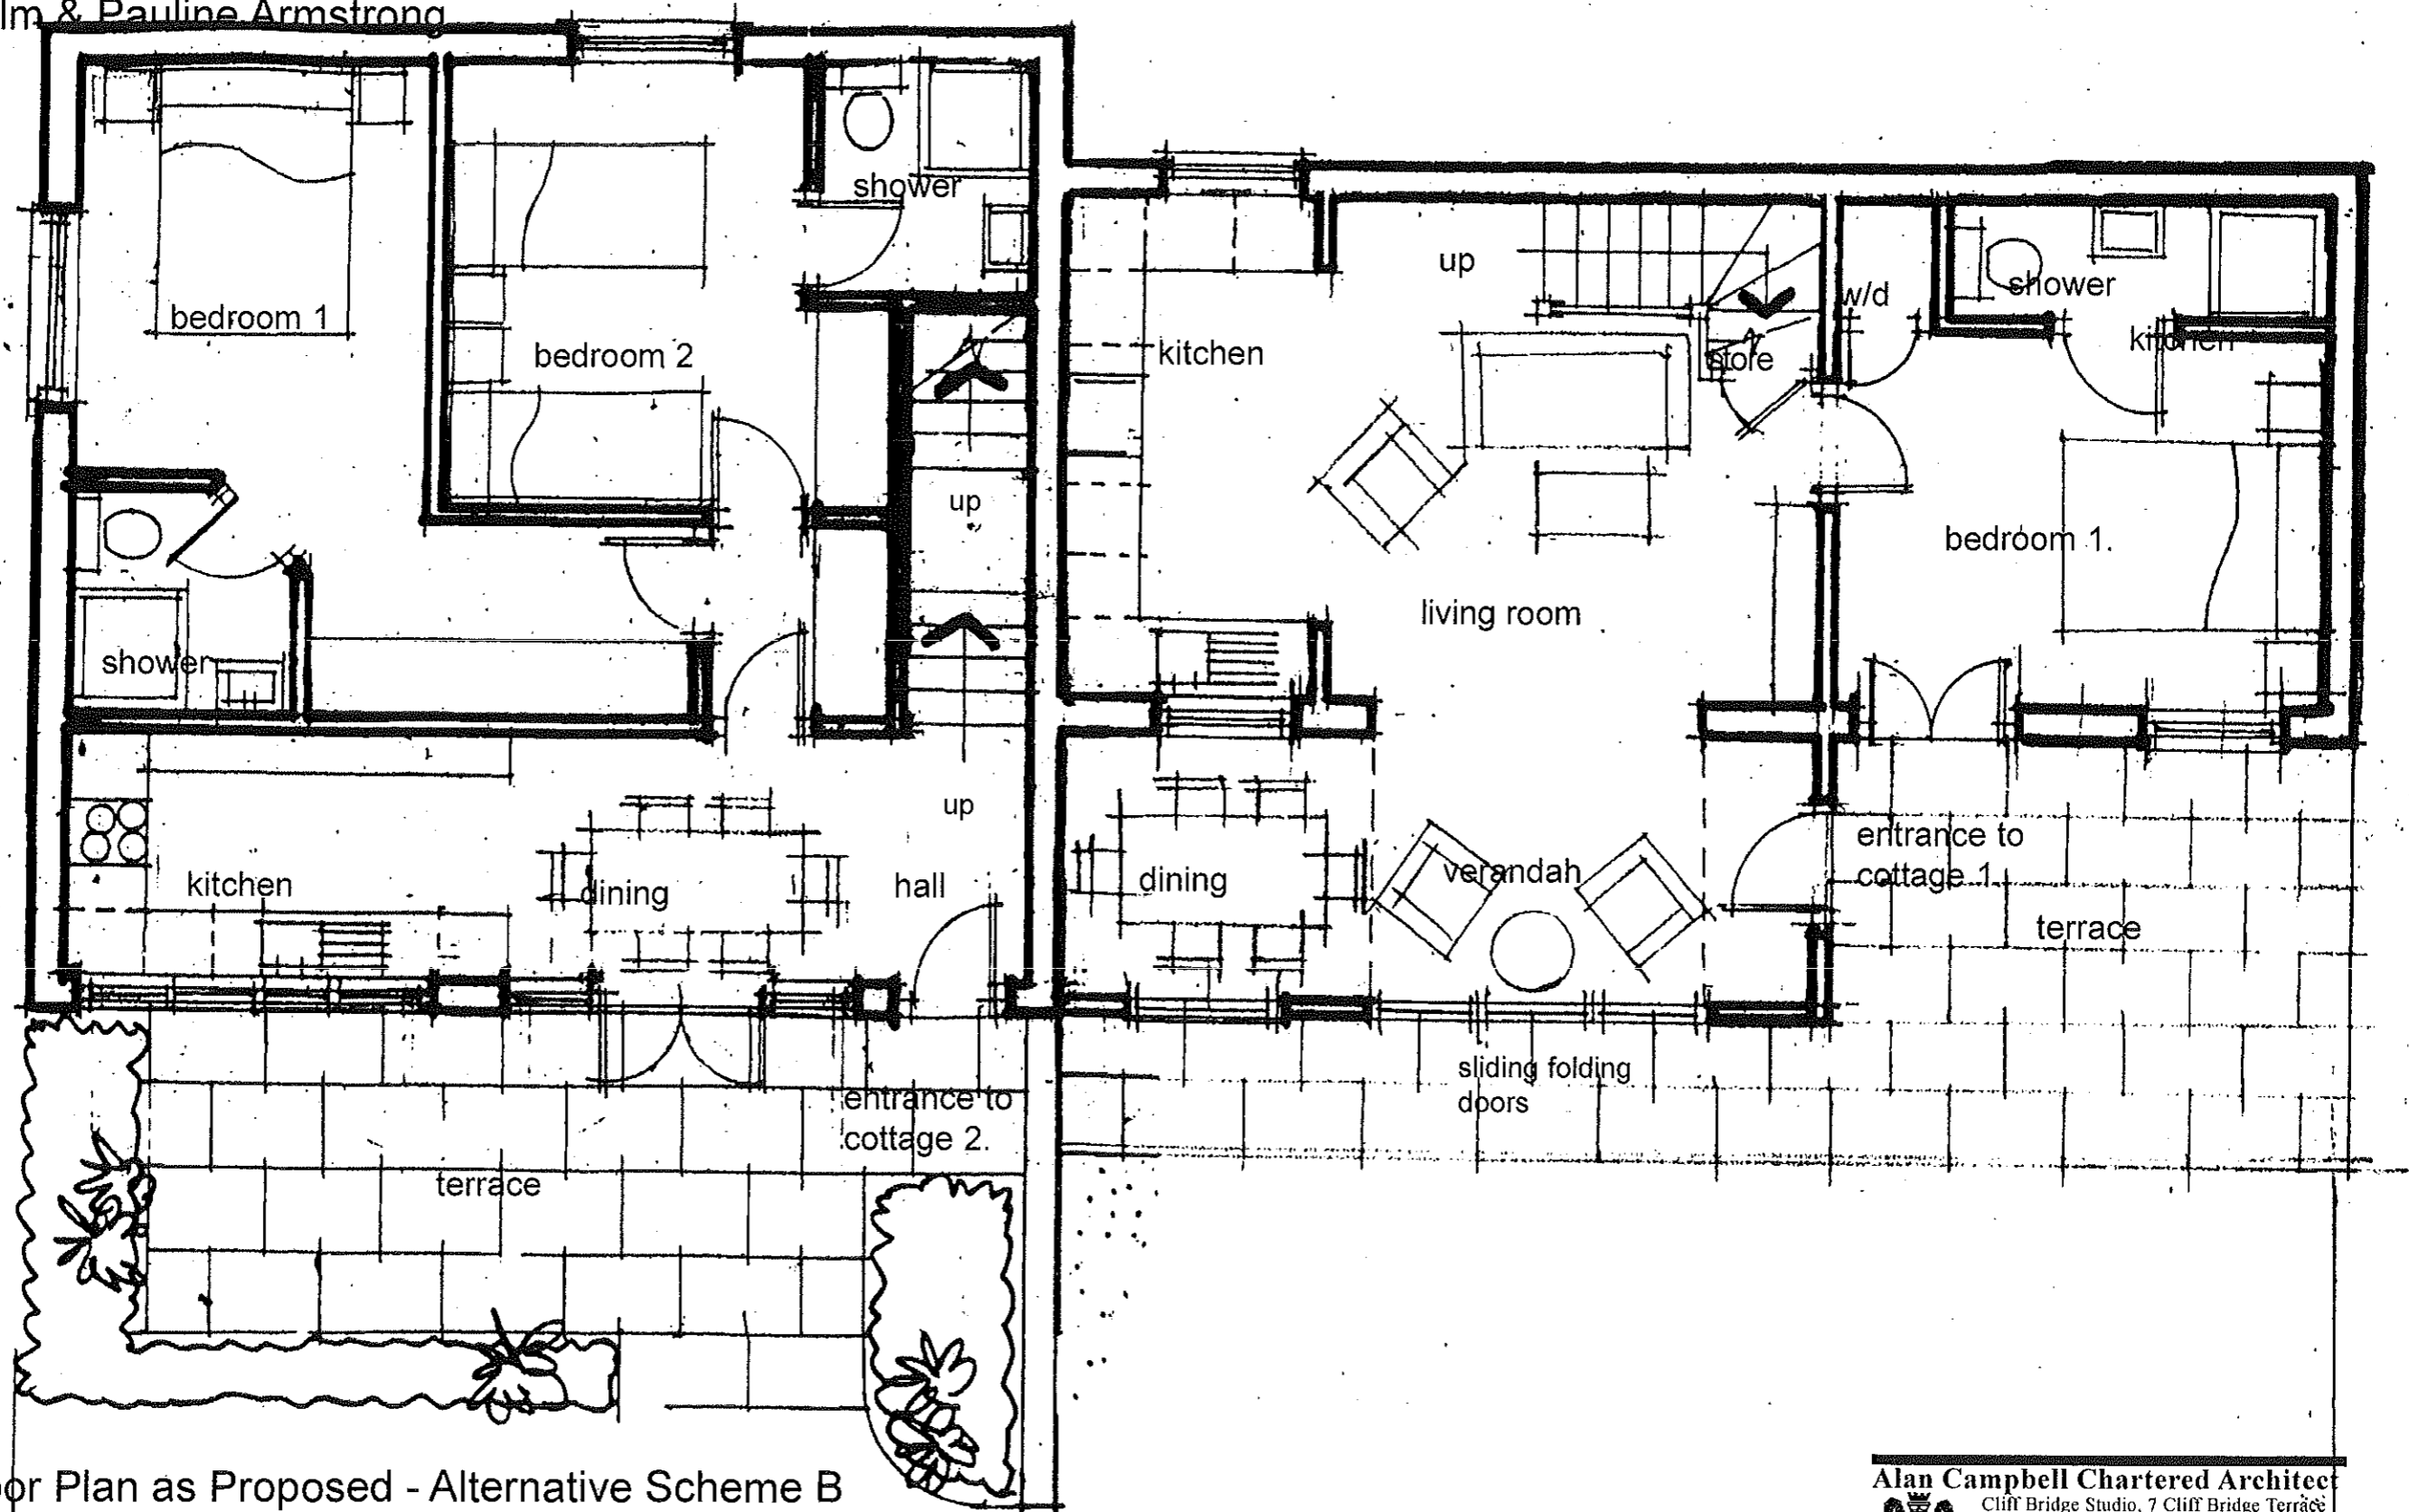 lm & Pauline Armstrong
shower
bedroom 1
bedroom 2
up
up
shower
kitchen
dining
hall
entrance to
cottage 2.
terrace
up
w/d
store
shower
kitchen
kitchen
bedroom 1.
living room
dining
verandah
entrance to
cottage 1
terrace
sliding folding
doors
or Plan as Proposed - Alternative Scheme B
Alan Campbell Chartered Architect
Cliff Bridge Studio, 7 Cliff Bridge Terrace